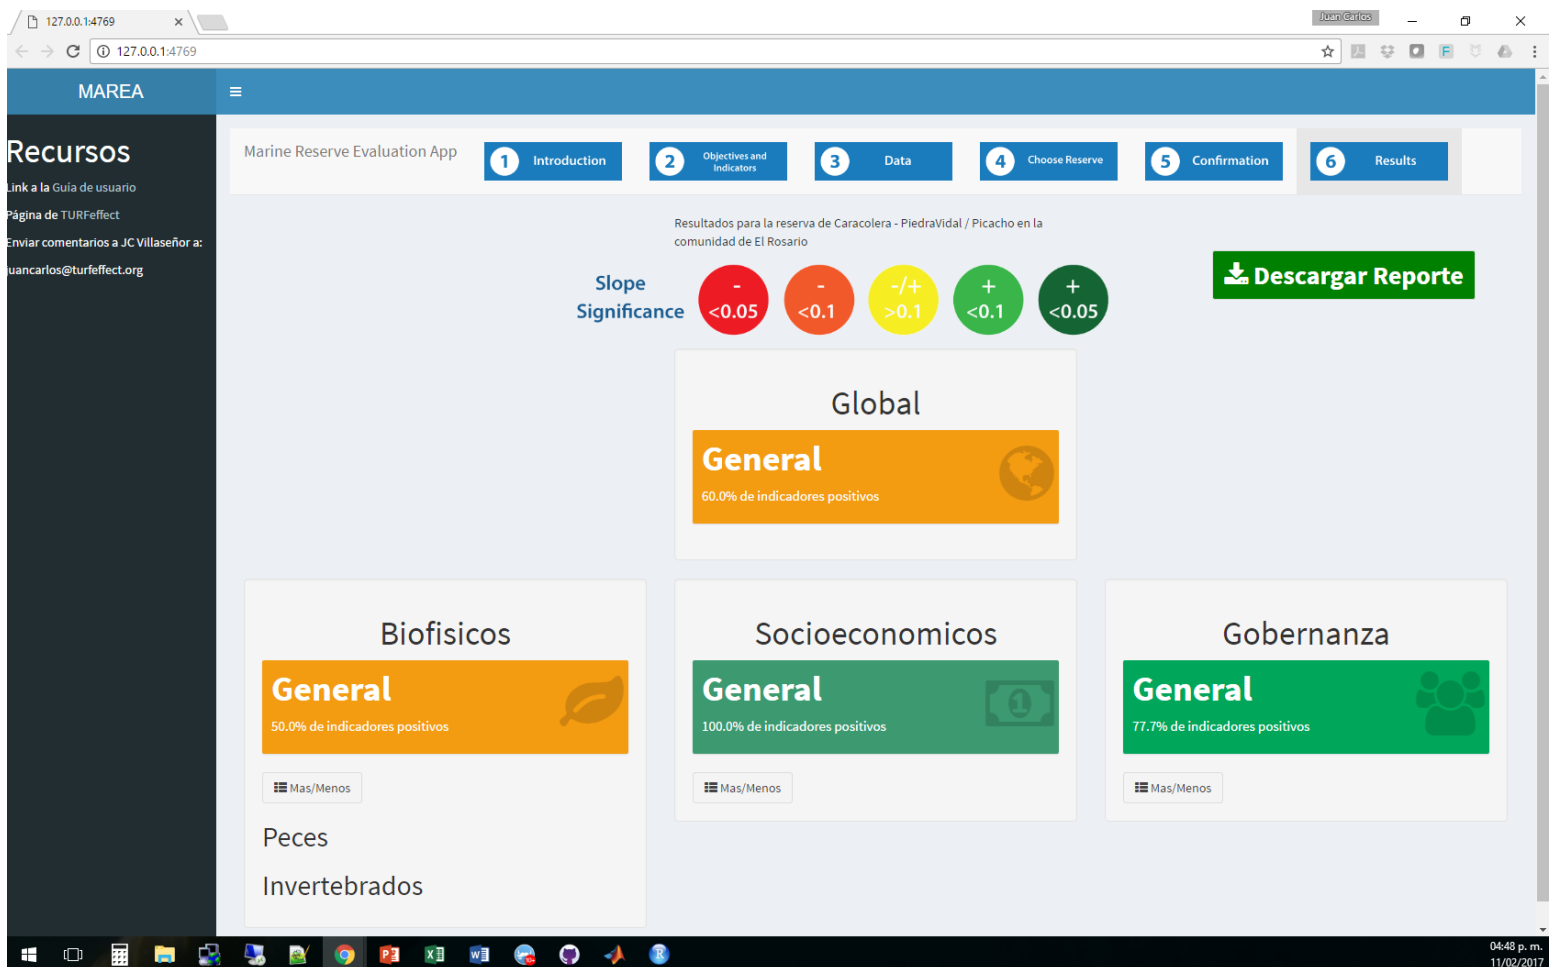 127.0.0.1:4769
Juan Carlos
127.0.0.1:4769
MAREA
Recursos
Link a la Guia de usuario
Página de TURFeffect
Enviar comentarios a JC Villaseñor a:
juancarlos@turfeffect.org
Marine Reserve Evaluation App
1 Introduction
2 Objectives and
Indicators
3 Data
4 Choose Reserve
5 Confirmation
6 Results
Resultados para la reserva de Caracolera - PiedraVidal / Picacho en la
comunidad de El Rosario
Descargar Reporte
Slope - - -/+ + +
Significance <0.05 <0.1 >0.1 <0.1 <0.05
Global
General
60.0% de indicadores positivos
Biofisicos
General
50.0% de indicadores positivos
Mas/Menos
Peces
Invertebrados
Socioeconomicos
General
100.0% de indicadores positivos
Mas/Menos
Gobernanza
General
77.7% de indicadores positivos
Mas/Menos
04:48 p. m.
11/02/2017